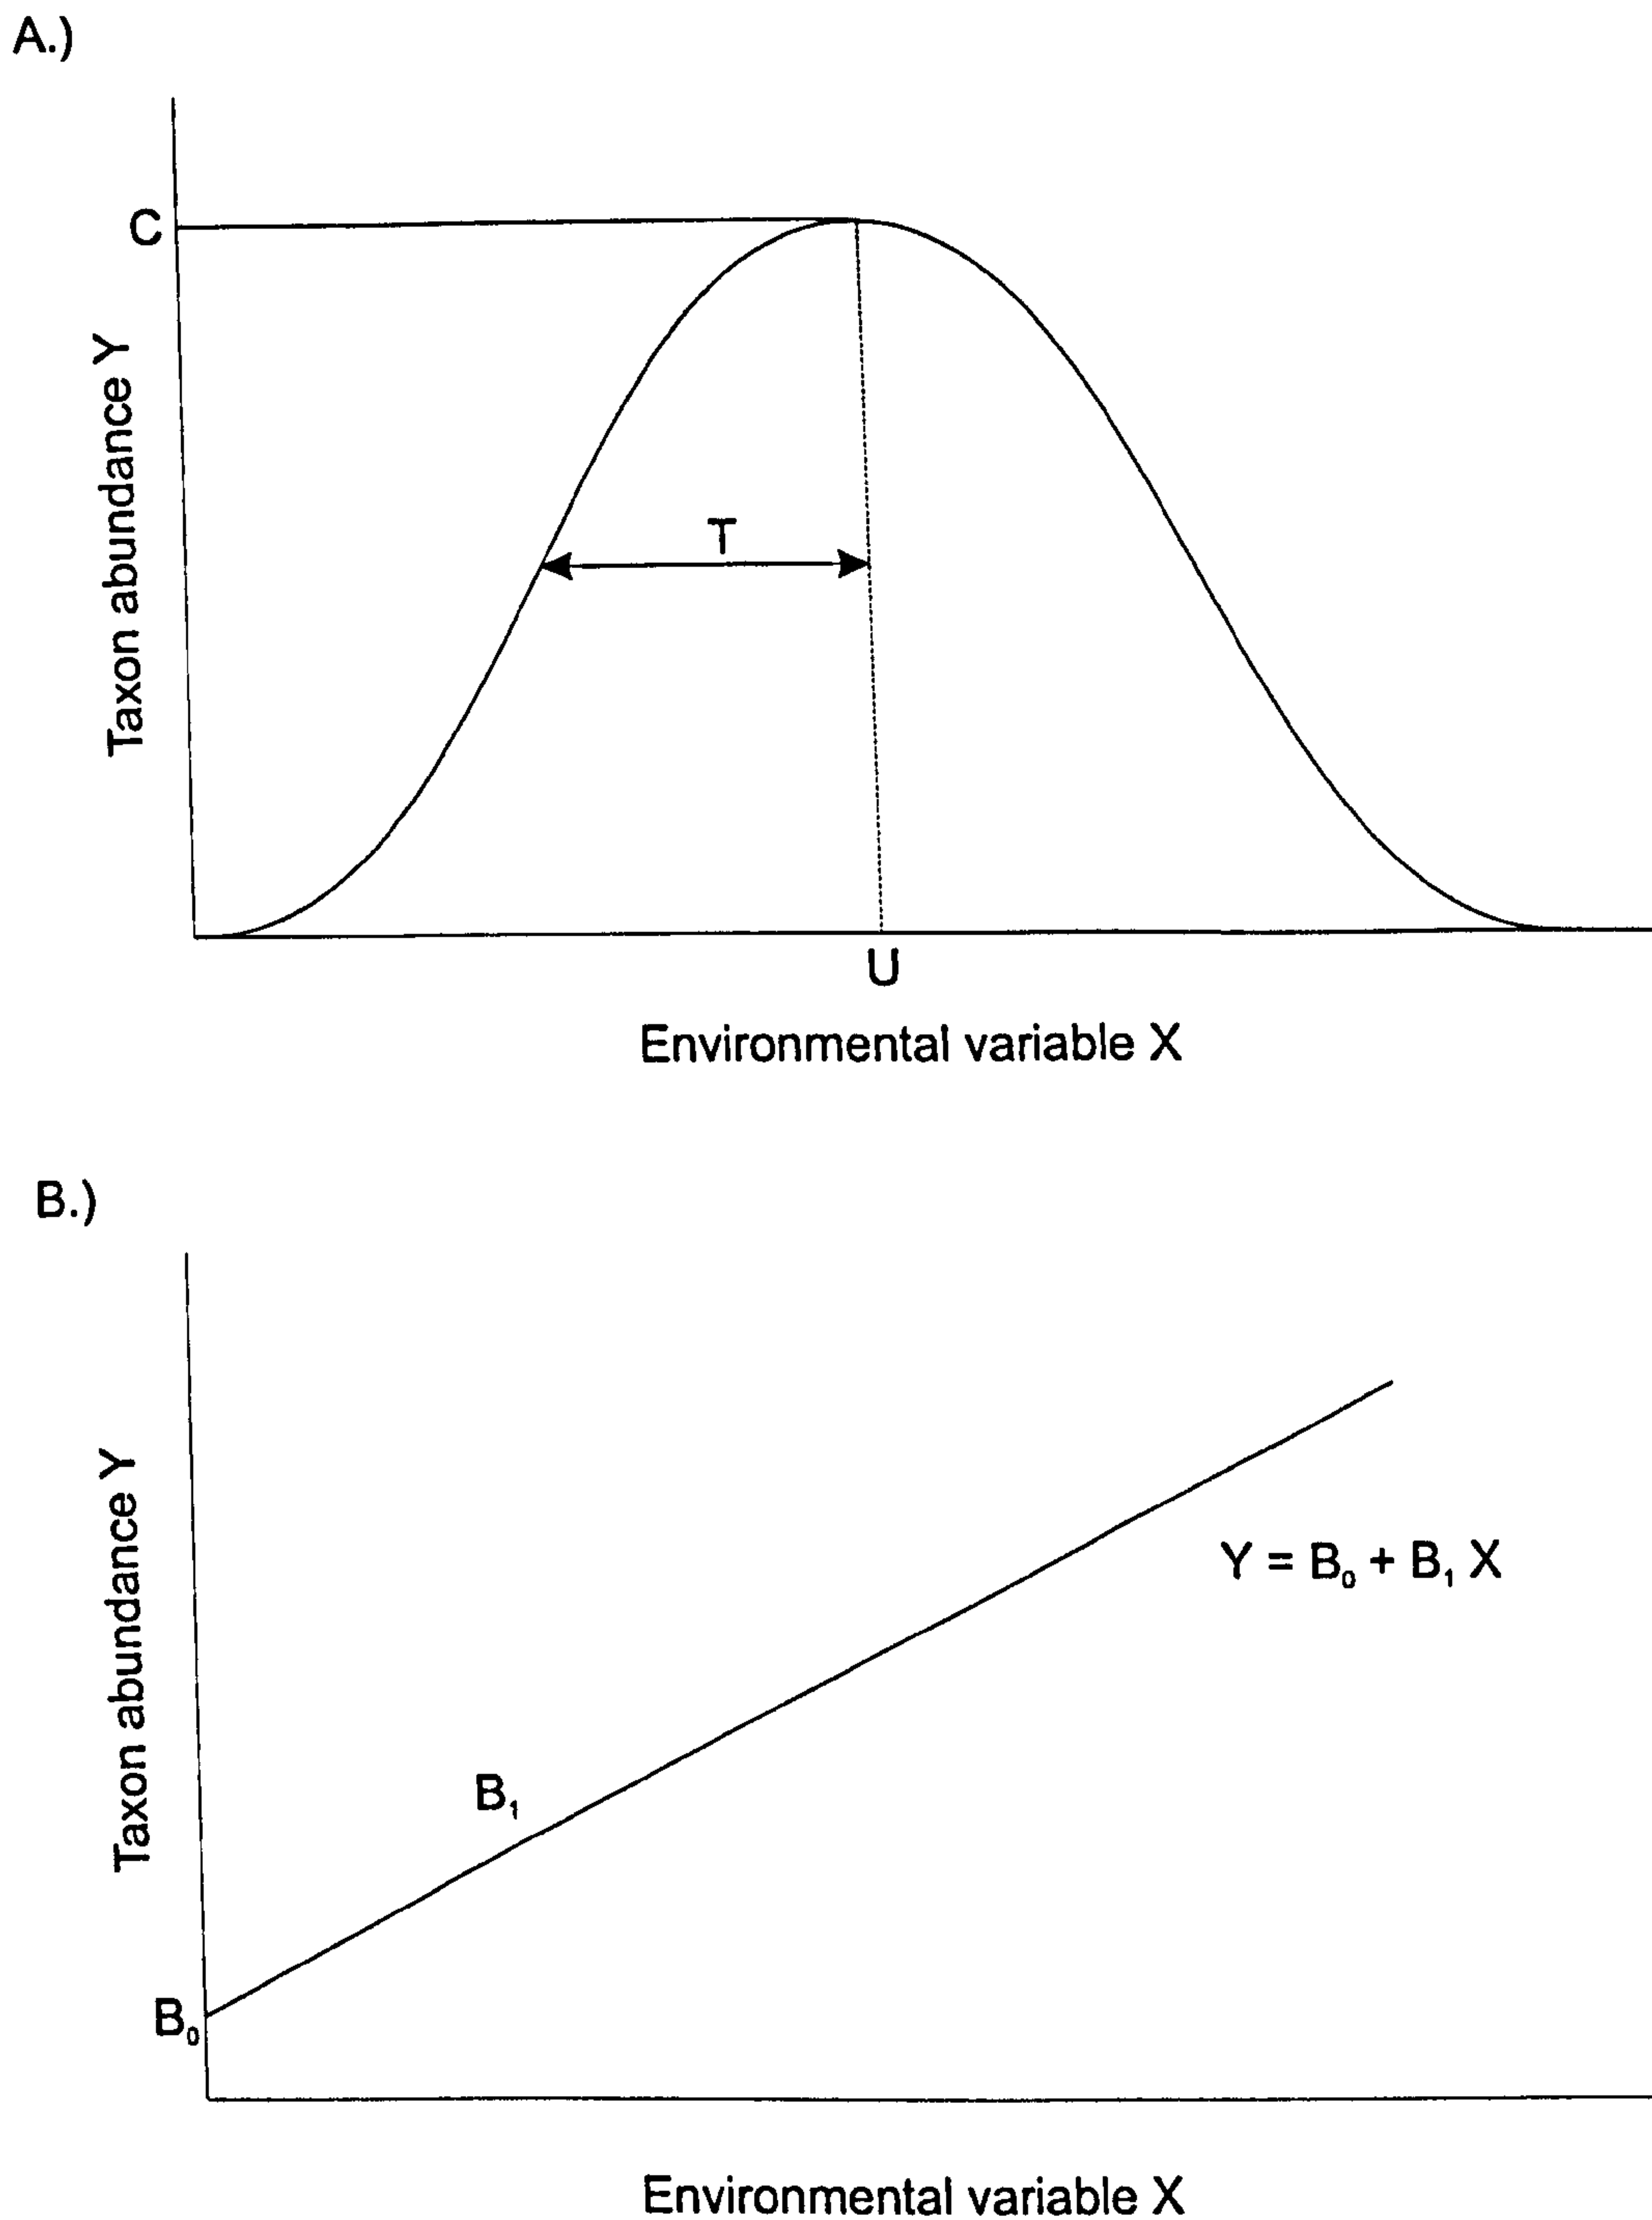 A.)
C
Taxon abundance Y
T
U
Environmental variable X
B.)
Taxon abundance Y
Y = B₀ + B₁ X
B₁
B₀
Environmental variable X